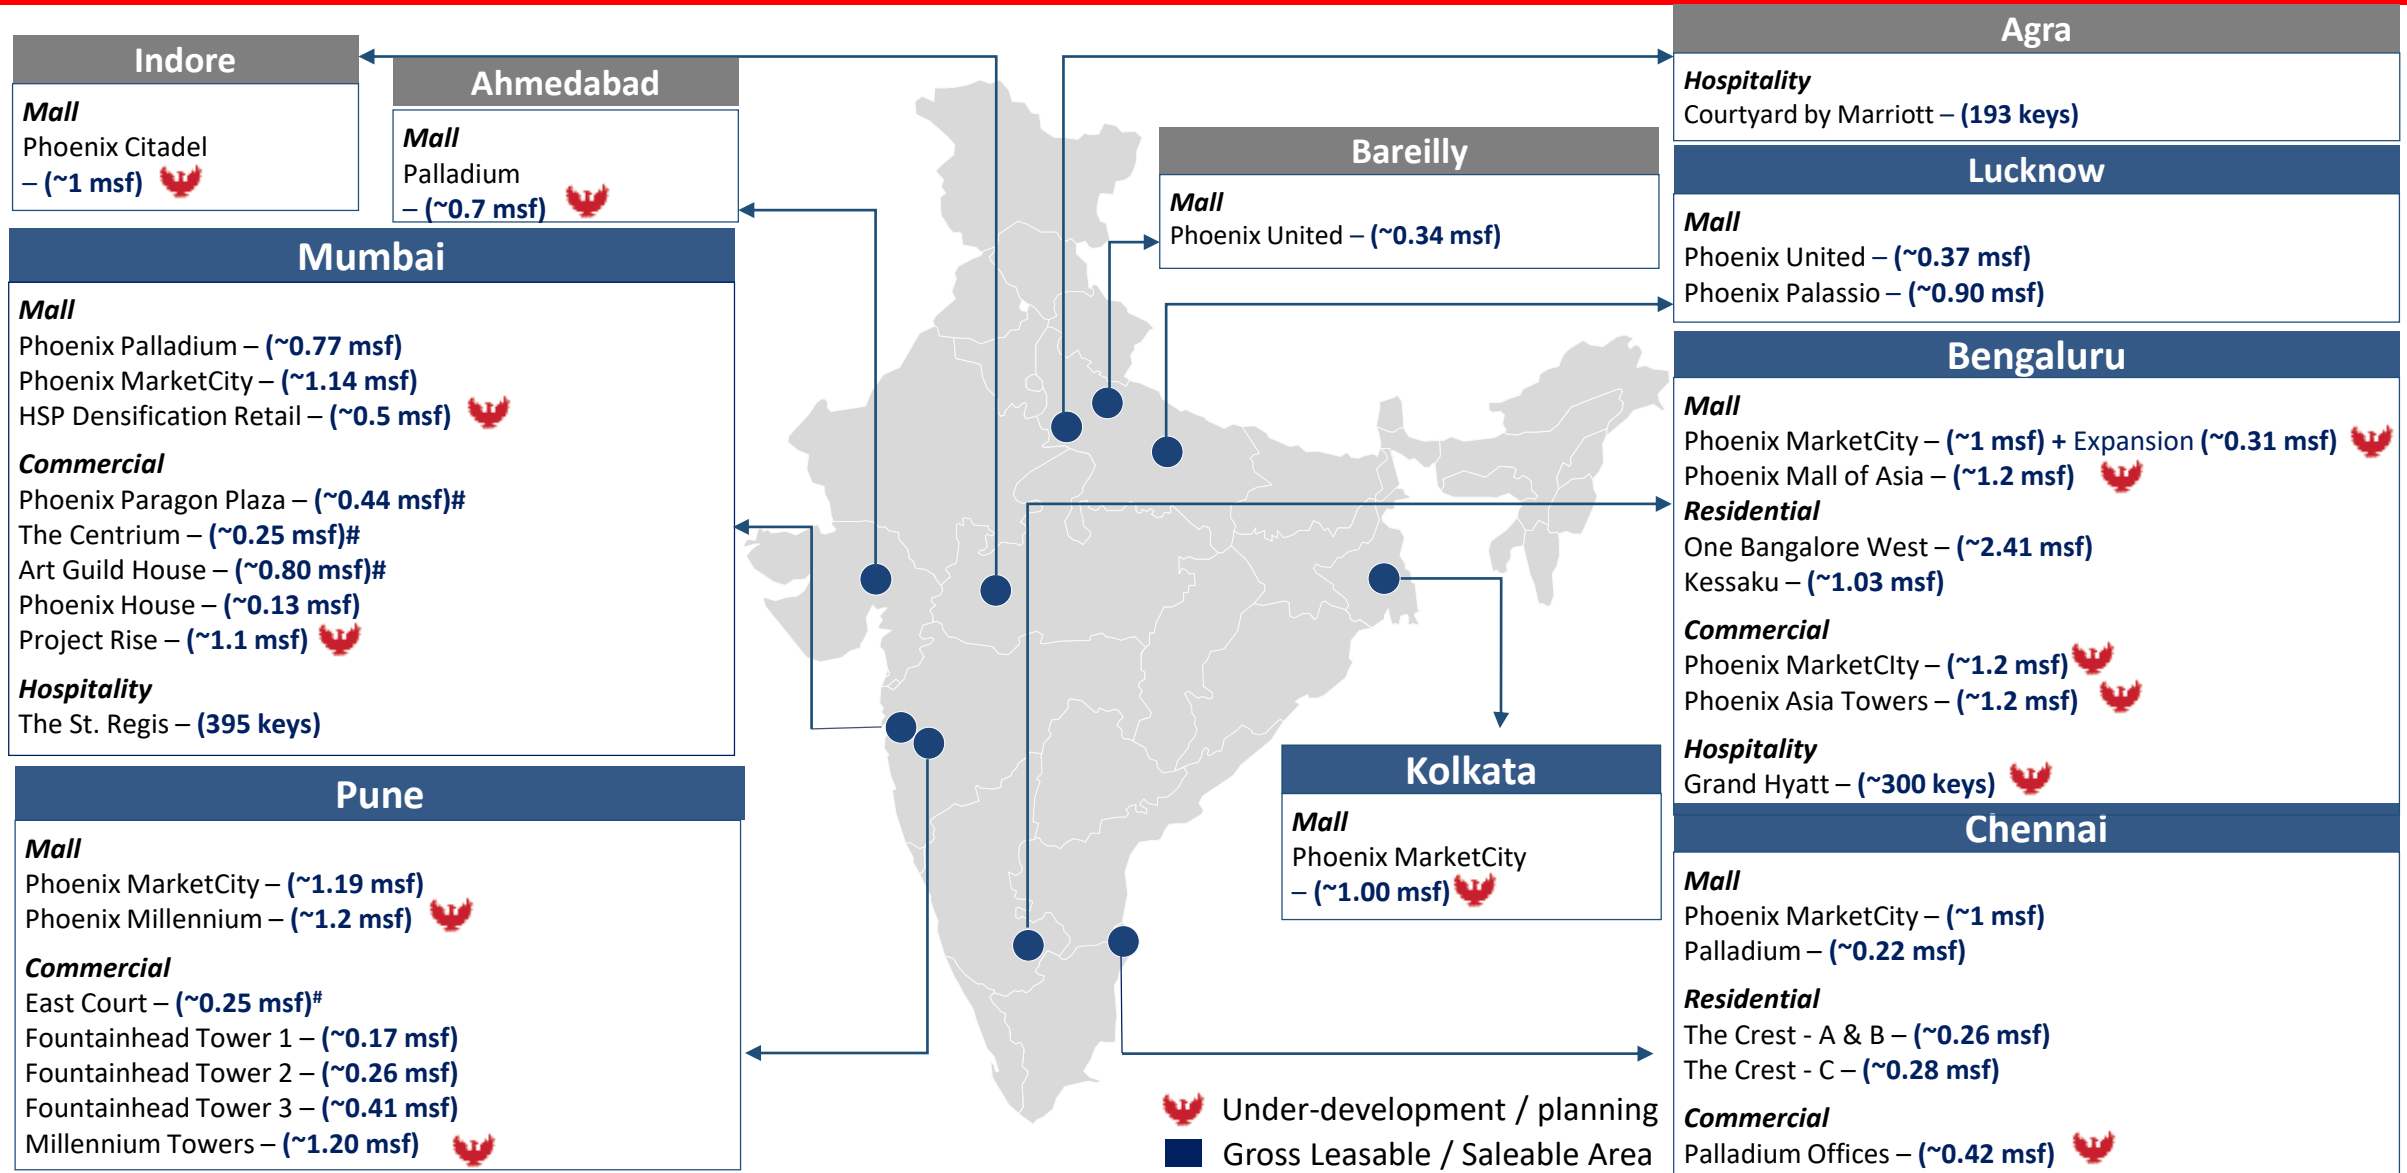 Indore
Mall
Phoenix Citadel
– (~1 msf)
Ahmedabad
Mall
Palladium
– (~0.7 msf)
Mumbai
Mall
Phoenix Palladium – (~0.77 msf)
Phoenix MarketCity – (~1.14 msf)
HSP Densification Retail – (~0.5 msf)
Commercial
Phoenix Paragon Plaza – (~0.44 msf)#
The Centrium – (~0.25 msf)#
Art Guild House – (~0.80 msf)#
Phoenix House – (~0.13 msf)
Project Rise – (~1.1 msf)
Hospitality
The St. Regis – (395 keys)
Pune
Mall
Phoenix MarketCity – (~1.19 msf)
Phoenix Millennium – (~1.2 msf)
Commercial
East Court – (~0.25 msf)#
Fountainhead Tower 1 – (~0.17 msf)
Fountainhead Tower 2 – (~0.26 msf)
Fountainhead Tower 3 – (~0.41 msf)
Millennium Towers – (~1.20 msf)
Bareilly
Mall
Phoenix United – (~0.34 msf)
Kolkata
Mall
Phoenix MarketCity
– (~1.00 msf)
Under-development / planning
Gross Leasable / Saleable Area
Agra
Hospitality
Courtyard by Marriott – (193 keys)
Lucknow
Mall
Phoenix United – (~0.37 msf)
Phoenix Palassio – (~0.90 msf)
Bengaluru
Mall
Phoenix MarketCity – (~1 msf) + Expansion (~0.31 msf)
Phoenix Mall of Asia – (~1.2 msf)
Residential
One Bangalore West – (~2.41 msf)
Kessaku – (~1.03 msf)
Commercial
Phoenix MarketCIty – (~1.2 msf)
Phoenix Asia Towers – (~1.2 msf)
Hospitality
Grand Hyatt – (~300 keys)
Chennai
Mall
Phoenix MarketCity – (~1 msf)
Palladium – (~0.22 msf)
Residential
The Crest - A & B – (~0.26 msf)
The Crest - C – (~0.28 msf)
Commercial
Palladium Offices – (~0.42 msf)